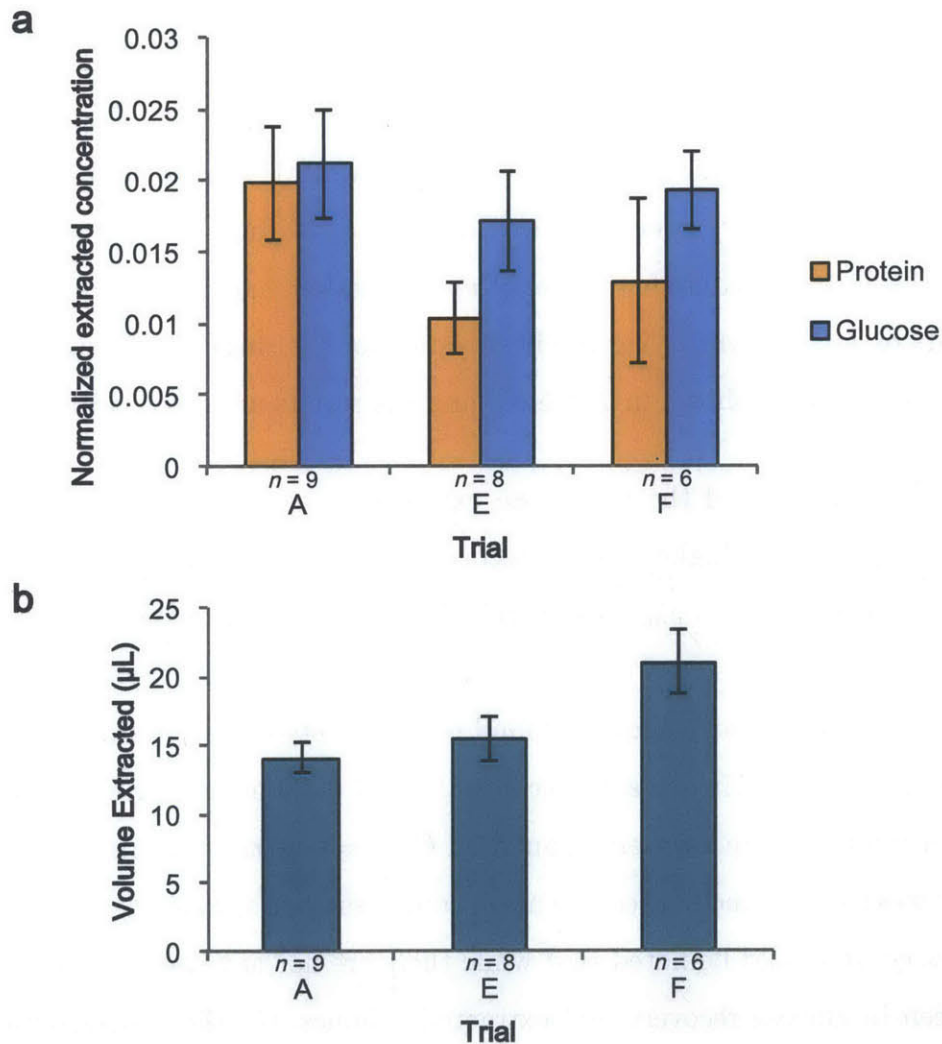 a
Normalized extracted concentration
0.03
0.025
0.02
0.015
0.01
0.005
0
n = 9
n = 8
n = 6
A
E
F
Trial
Protein
Glucose
b
Volume Extracted (µL)
25
20
15
10
5
0
n = 9
n = 8
n = 6
A
E
F
Trial